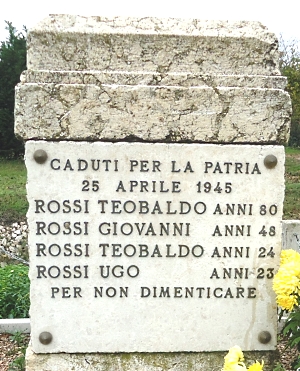 CADUTI PER LA PATRIA
25 APRILE 1945
ROSSI TEOBALDO ANNI 80
ROSSI GIOVANNI ANNI 48
ROSSI TEOBALDO ANNI 24
ROSSI UGO ANNI 23
PER NON DIMENTICARE